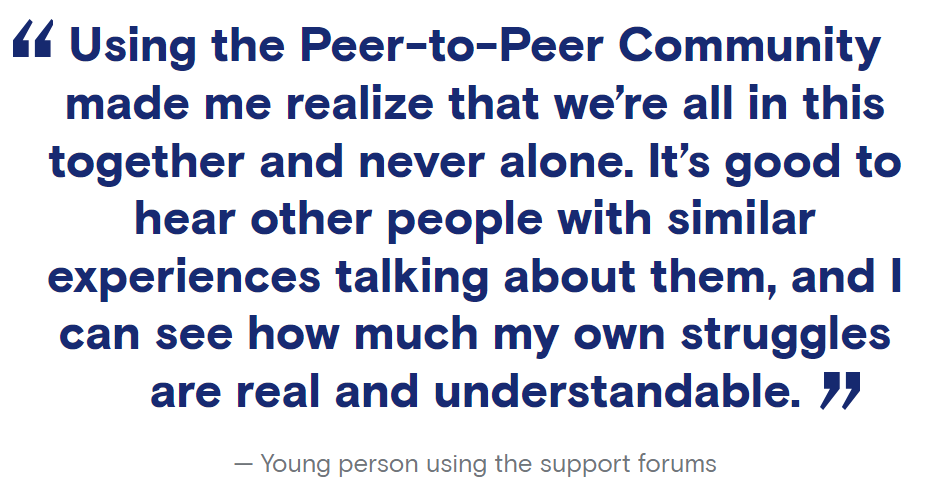 “ Using the Peer-to-Peer Community
made me realize that we’re all in this
together and never alone. It’s good to
hear other people with similar
experiences talking about them, and I
can see how much my own struggles
are real and understandable. ”
— Young person using the support forums